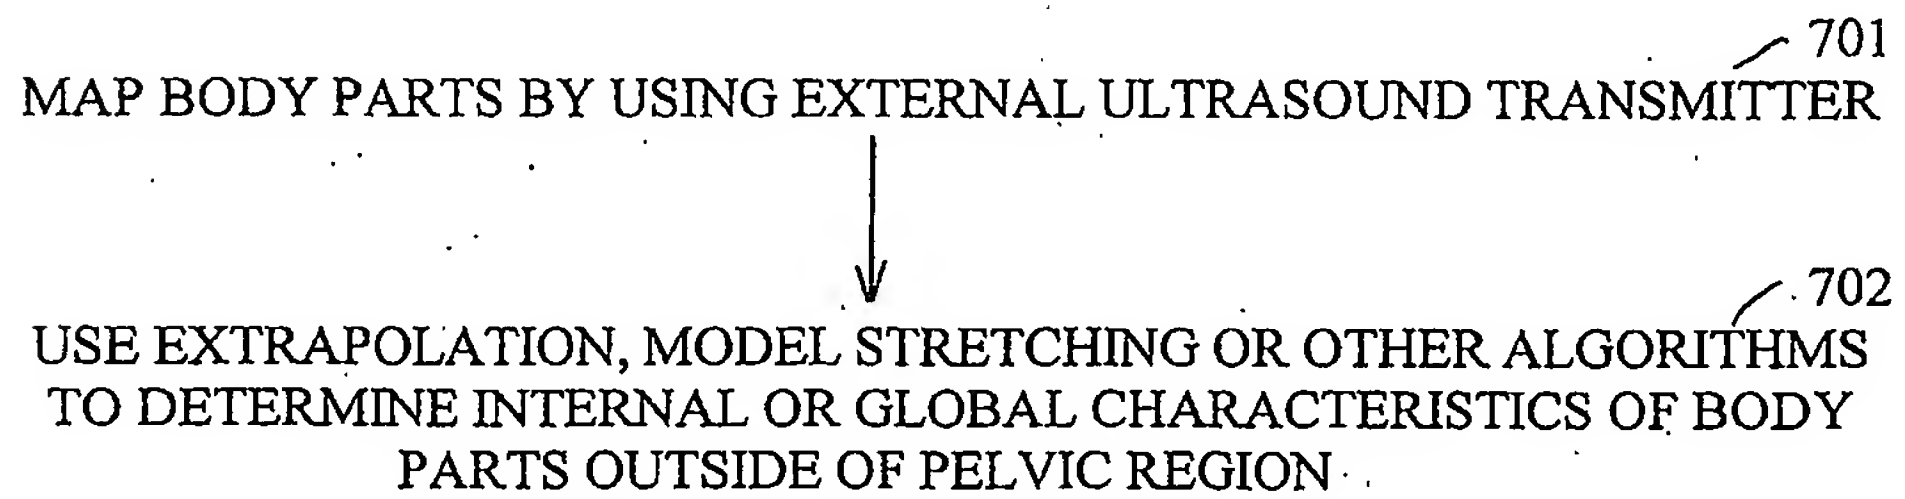 701
MAP BODY PARTS BY USING EXTERNAL ULTRASOUND TRANSMITTER
702
USE EXTRAPOLATION, MODEL STRETCHING OR OTHER ALGORITHMS
TO DETERMINE INTERNAL OR GLOBAL CHARACTERISTICS OF BODY
PARTS OUTSIDE OF PELVIC REGION